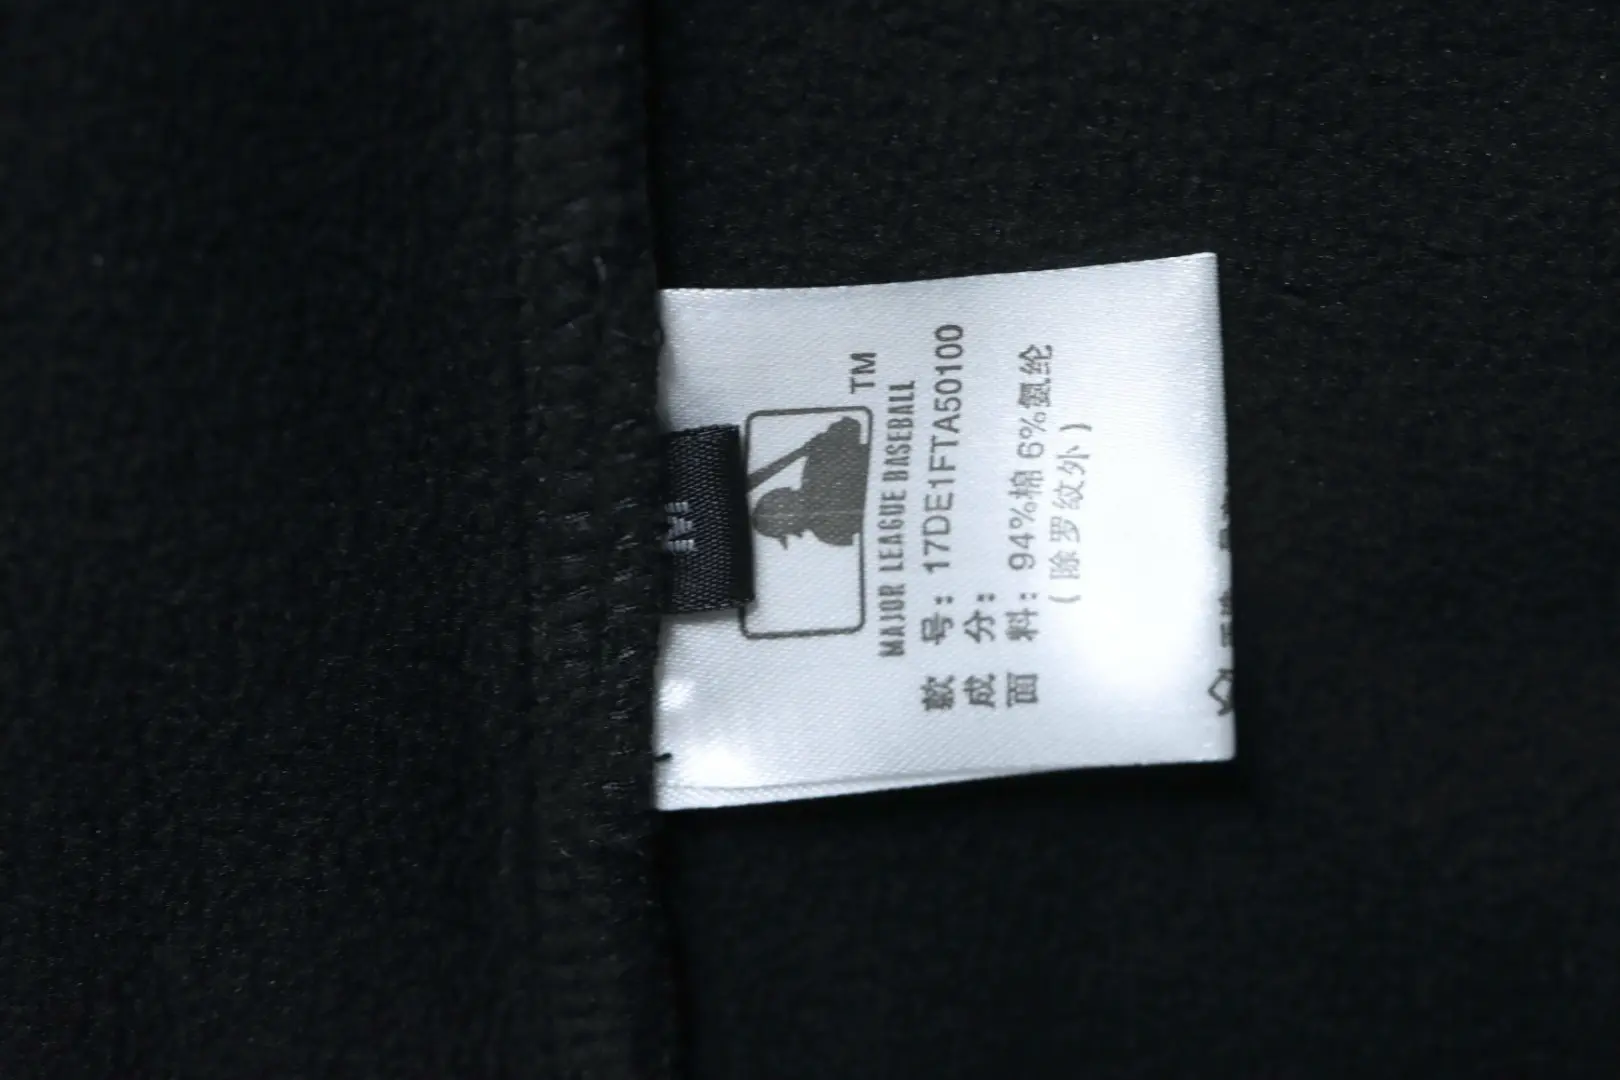 M
TM
MAJOR LEAGUE BASEBALL
款 号: 17DE1FTA50100
成 分:
面 料: 94%棉 6%氨纶
(除罗纹外)